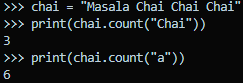 >>> chai = "Masala Chai Chai Chai"
>>> print(chai.count("Chai"))
3
>>> print(chai.count("a"))
6